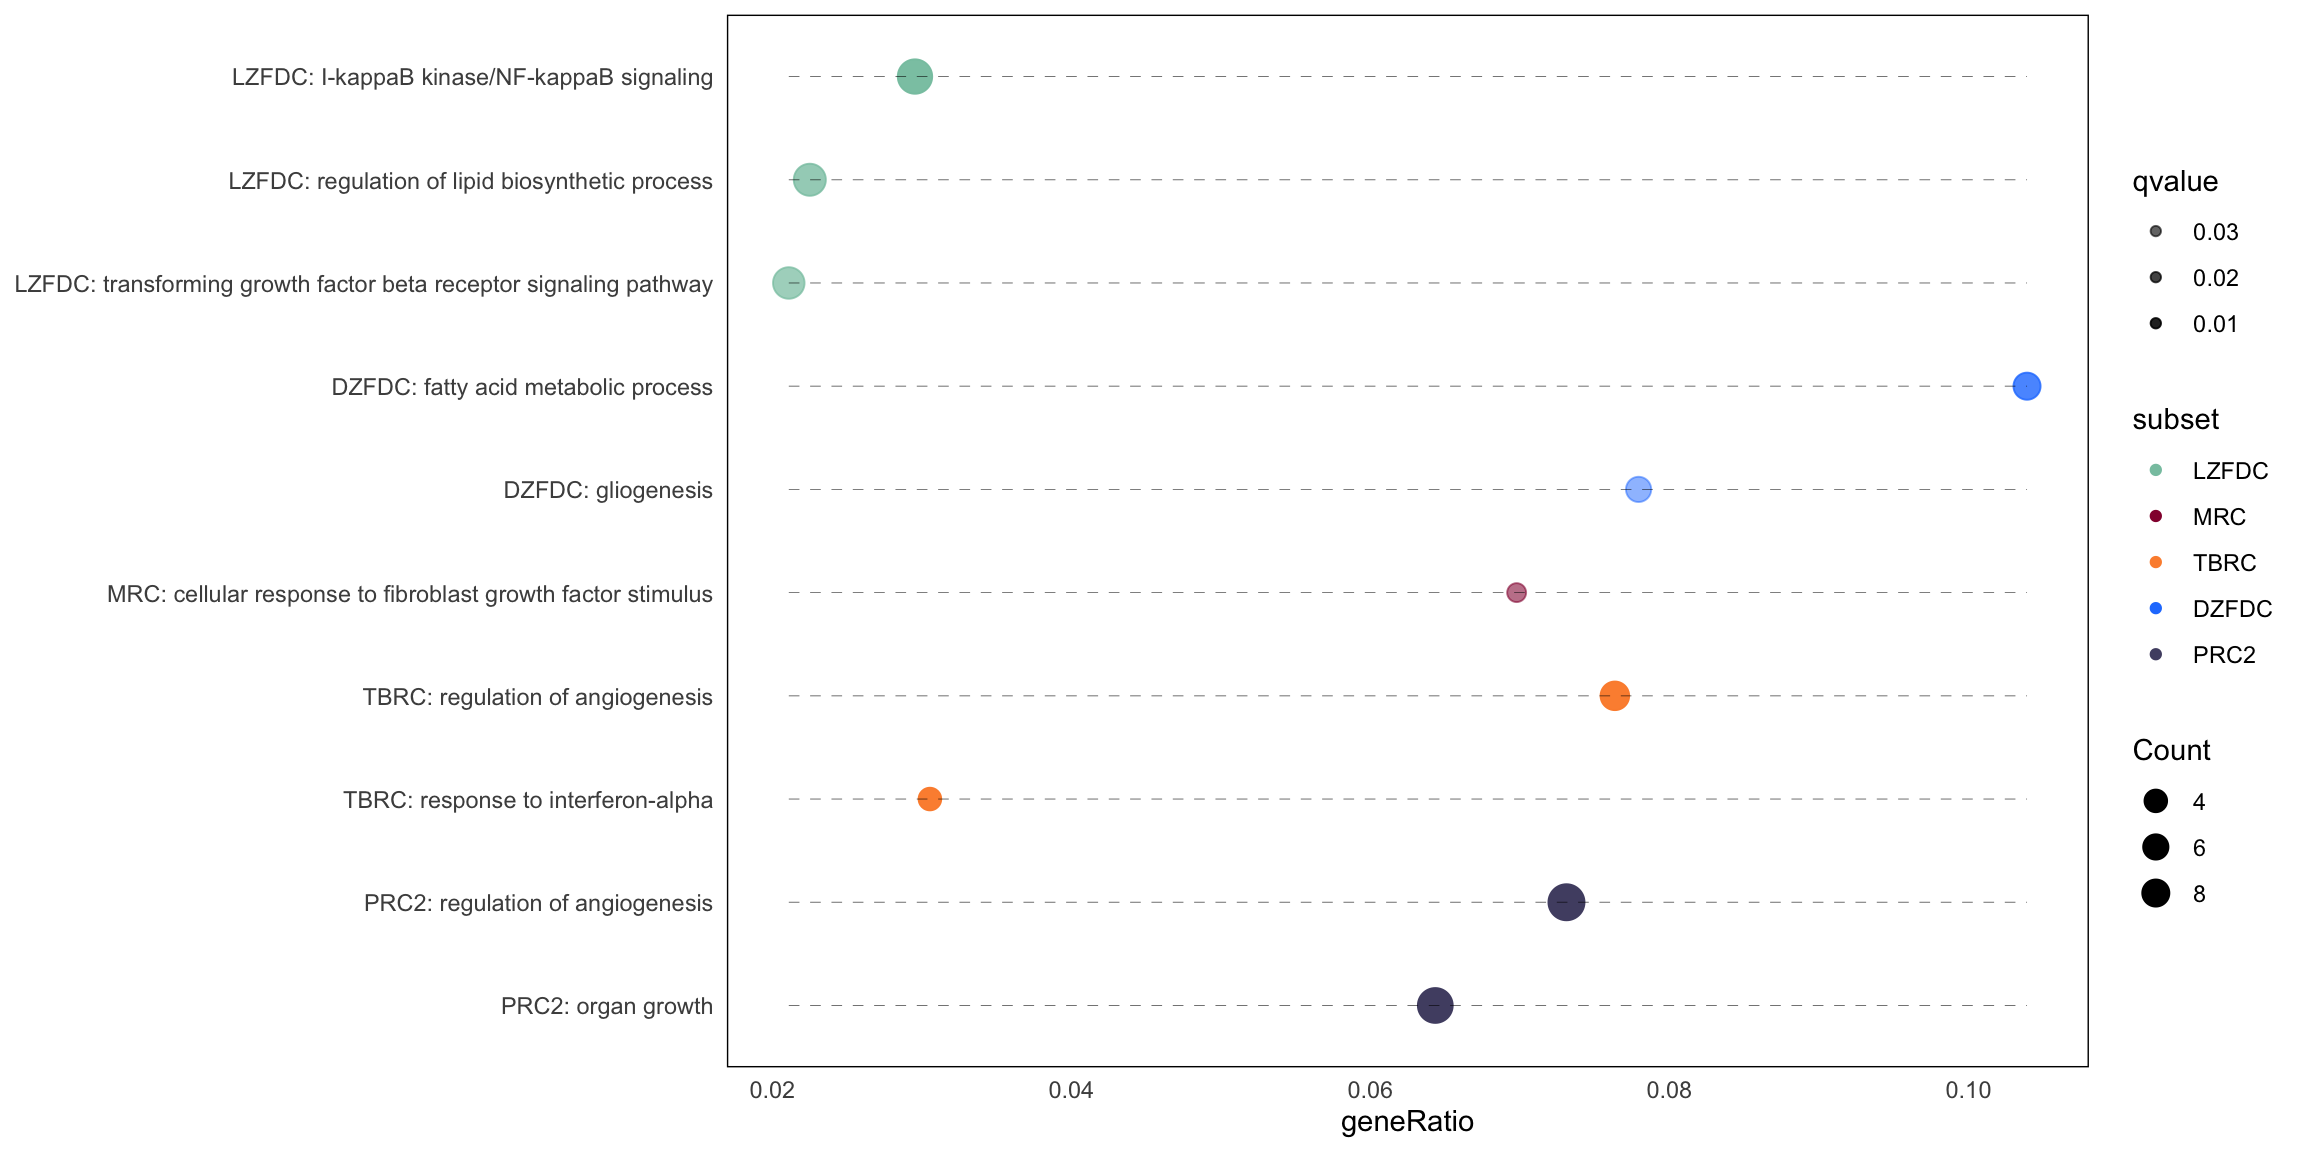 LZFDC: I-kappaB kinase/NF-kappaB signaling
LZFDC: regulation of lipid biosynthetic process
LZFDC: transforming growth factor beta receptor signaling pathway
DZFDC: fatty acid metabolic process
DZFDC: gliogenesis
MRC: cellular response to fibroblast growth factor stimulus
TBRC: regulation of angiogenesis
TBRC: response to interferon-alpha
PRC2: regulation of angiogenesis
PRC2: organ growth
0.02 0.04 0.06 0.08 0.10
geneRatio
qvalue
0.03
0.02
0.01
subset
LZFDC
MRC
TBRC
DZFDC
PRC2
Count
4
6
8